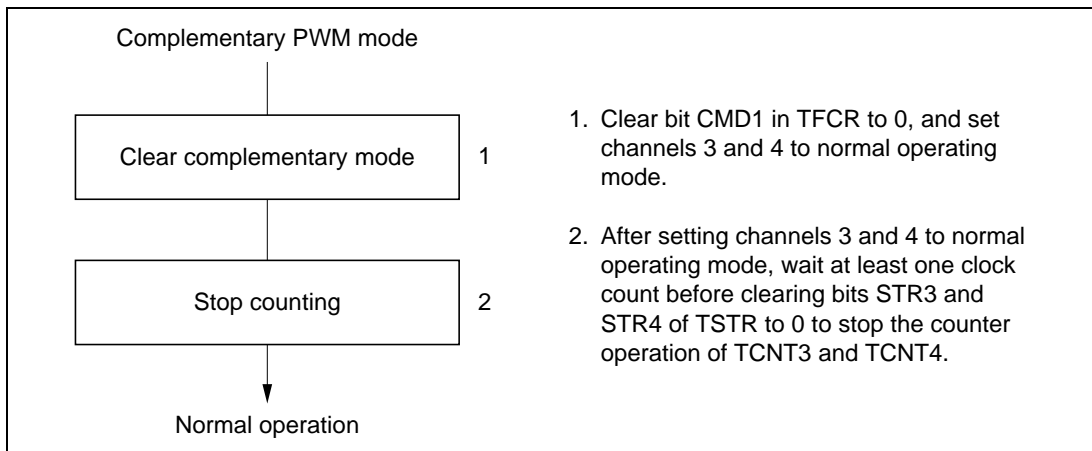 Complementary PWM mode
Clear complementary mode
1
Stop counting
2
Normal operation
1. Clear bit CMD1 in TFCR to 0, and set
channels 3 and 4 to normal operating
mode.
2. After setting channels 3 and 4 to normal
operating mode, wait at least one clock
count before clearing bits STR3 and
STR4 of TSTR to 0 to stop the counter
operation of TCNT3 and TCNT4.